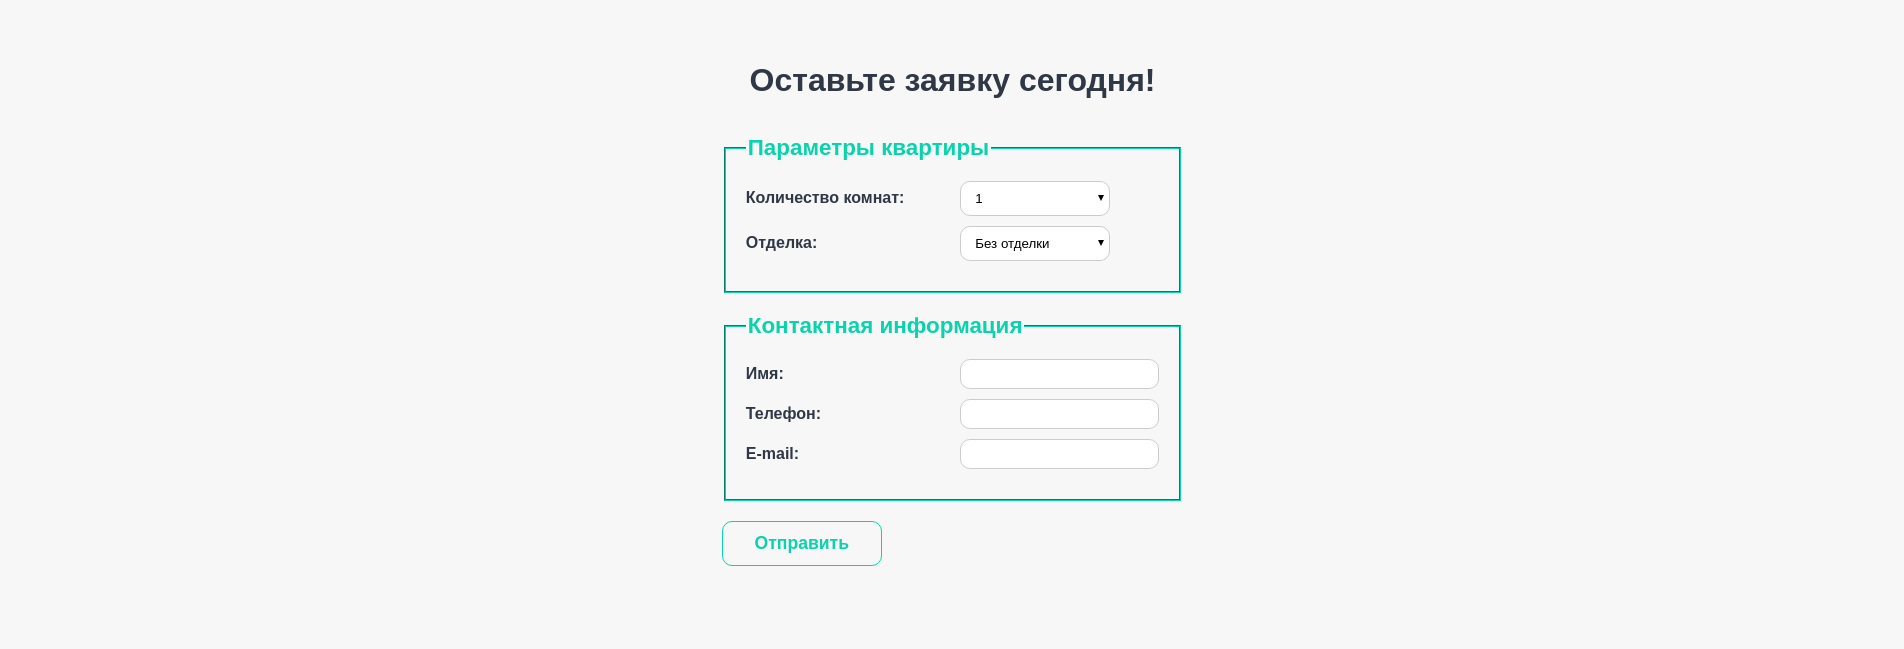 Оставьте заявку сегодня!
Параметры квартиры
Количество комнат: 1
Отделка: Без отделки
Контактная информация
Имя:
Телефон:
E-mail:
Отправить